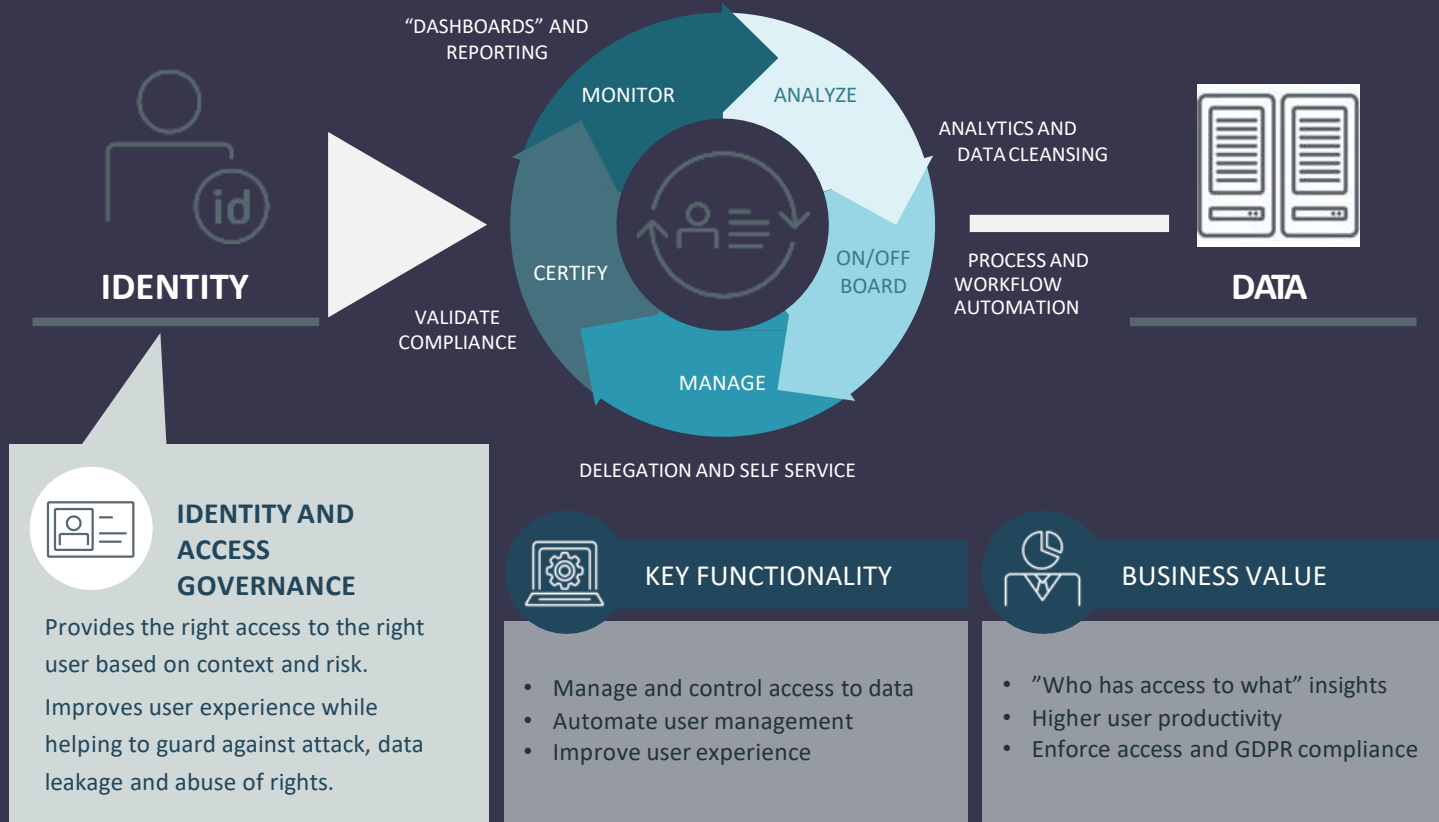 “DASHBOARDS” AND
REPORTING
MONITOR
ANALYZE
ANALYTICS AND
DATA CLEANSING
id
IDENTITY
CERTIFY
ON/OFF
BOARD
PROCESS AND
WORKFLOW
AUTOMATION
DATA
VALIDATE
COMPLIANCE
MANAGE
DELEGATION AND SELF SERVICE
IDENTITY AND
ACCESS
GOVERNANCE
Provides the right access to the right
user based on context and risk.
Improves user experience while
helping to guard against attack, data
leakage and abuse of rights.
KEY FUNCTIONALITY
• Manage and control access to data
• Automate user management
• Improve user experience
BUSINESS VALUE
• ”Who has access to what” insights
• Higher user productivity
• Enforce access and GDPR compliance